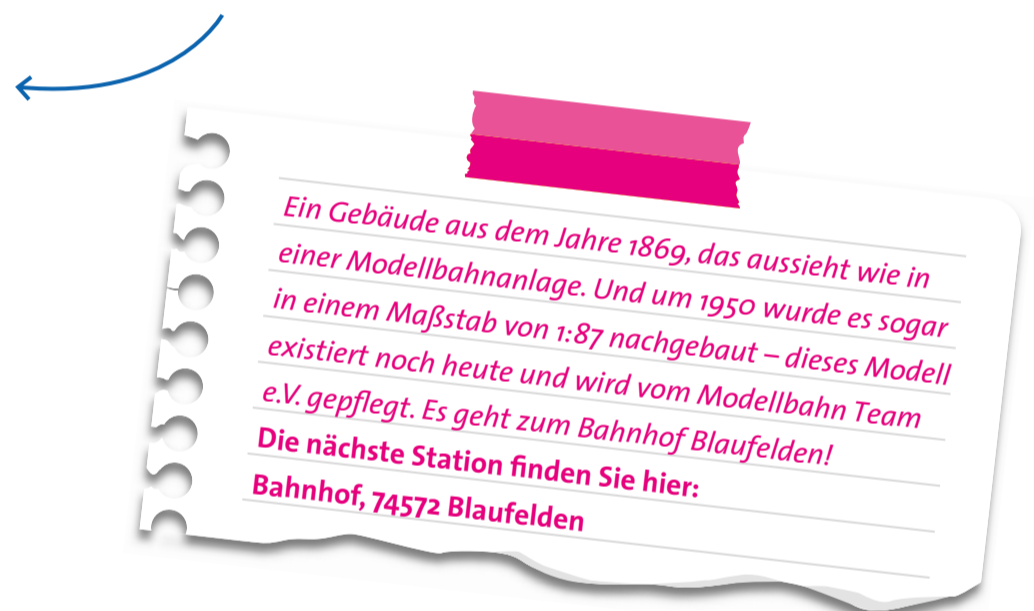 Ein Gebäude aus dem Jahre 1869, das aussieht wie in
einer Modellbahnanlage. Und um 1950 wurde es sogar
in einem Maßstab von 1:87 nachgebaut – dieses Modell
existiert noch heute und wird vom Modellbahn Team
e.V. gepflegt. Es geht zum Bahnhof Blaufelden!
Die nächste Station finden Sie hier:
Bahnhof, 74572 Blaufelden